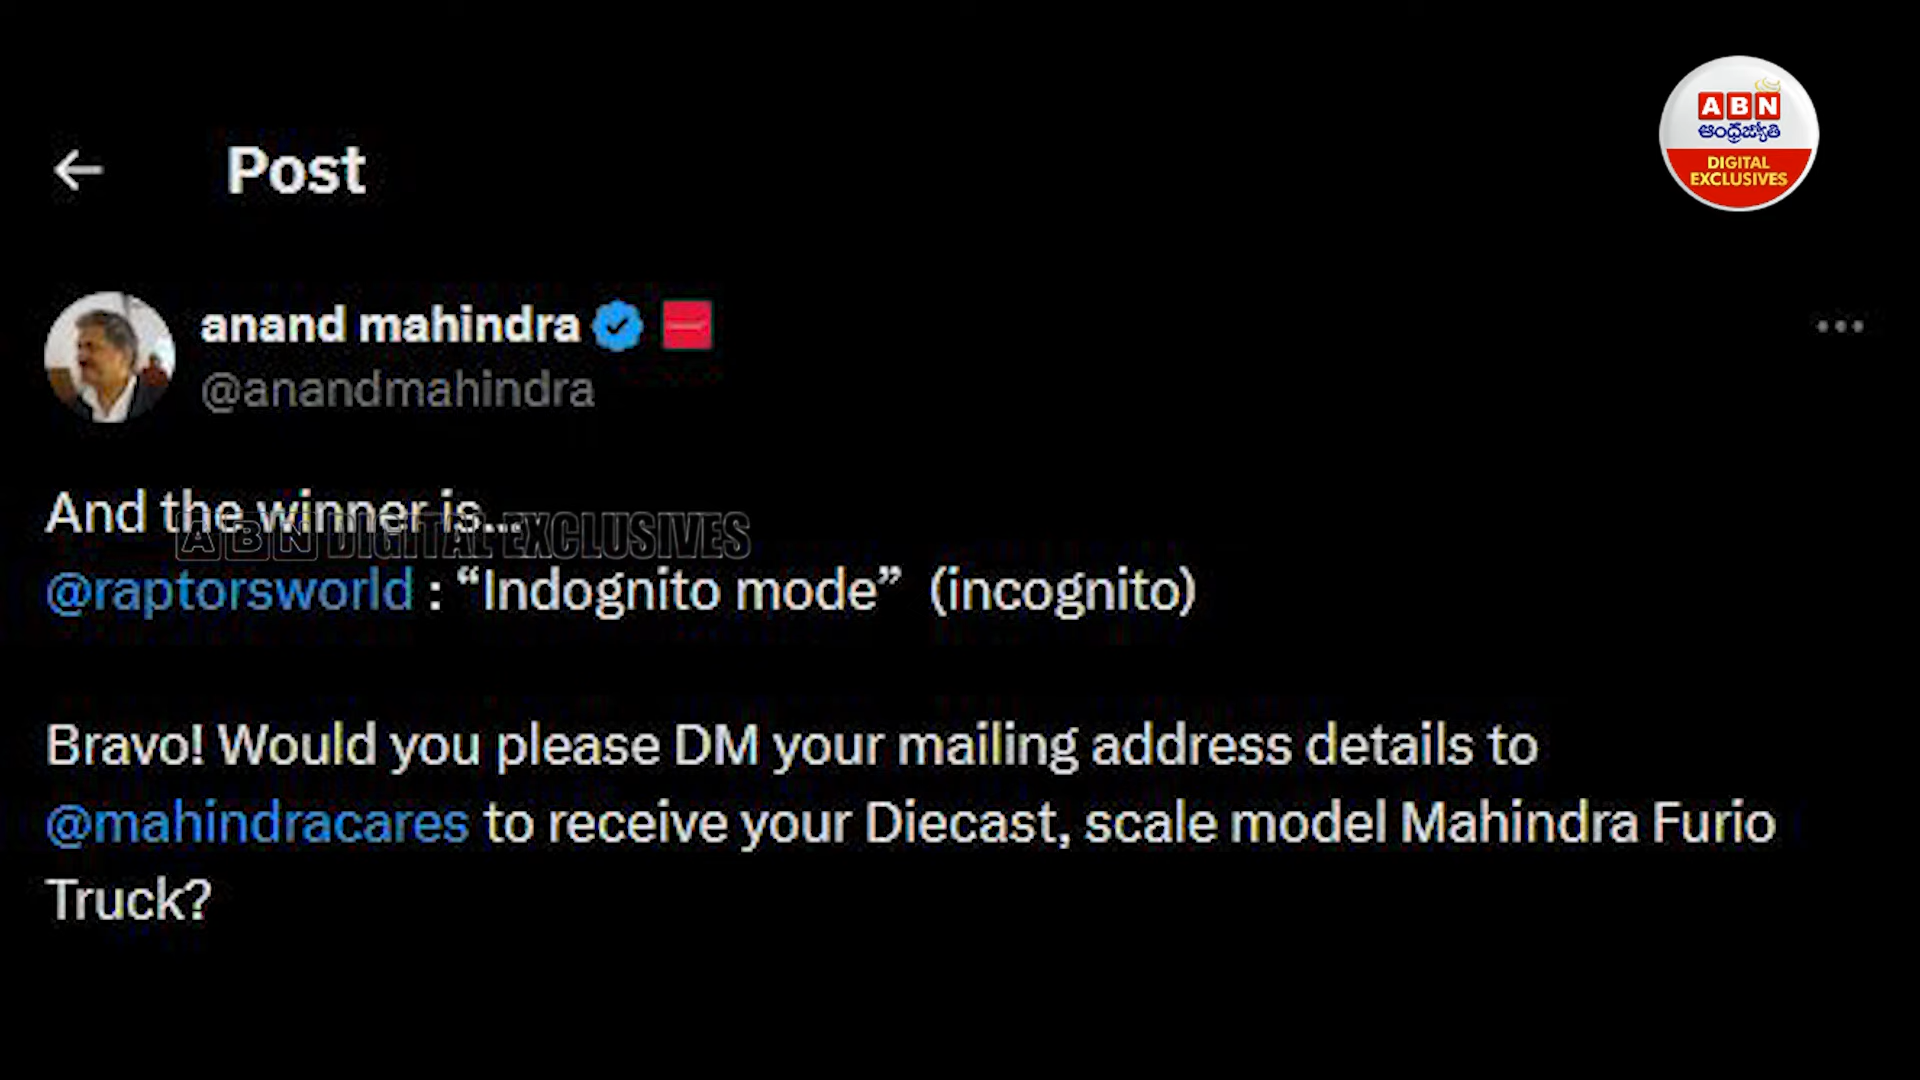 ABN
ఆంధ్రజ్యోతి
DIGITAL
EXCLUSIVES
← Post
anand mahindra
@anandmahindra
And the winner is...
ABN DIGITAL EXCLUSIVES
@raptorsworld : “Indognito mode” (incognito)
Bravo! Would you please DM your mailing address details to
@mahindracares to receive your Diecast, scale model Mahindra Furio
Truck?